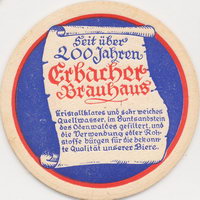 Seit über
200 Jahren
Erbacher
Brauhaus
Kristallklares und sehr weiches
Quellwasser, im Buntsandstein
des Odenwaldes gefiltert, und
die Verwendung edler Roh-
stoffe bürgen für die bekann-
te Qualität unserer Biere.